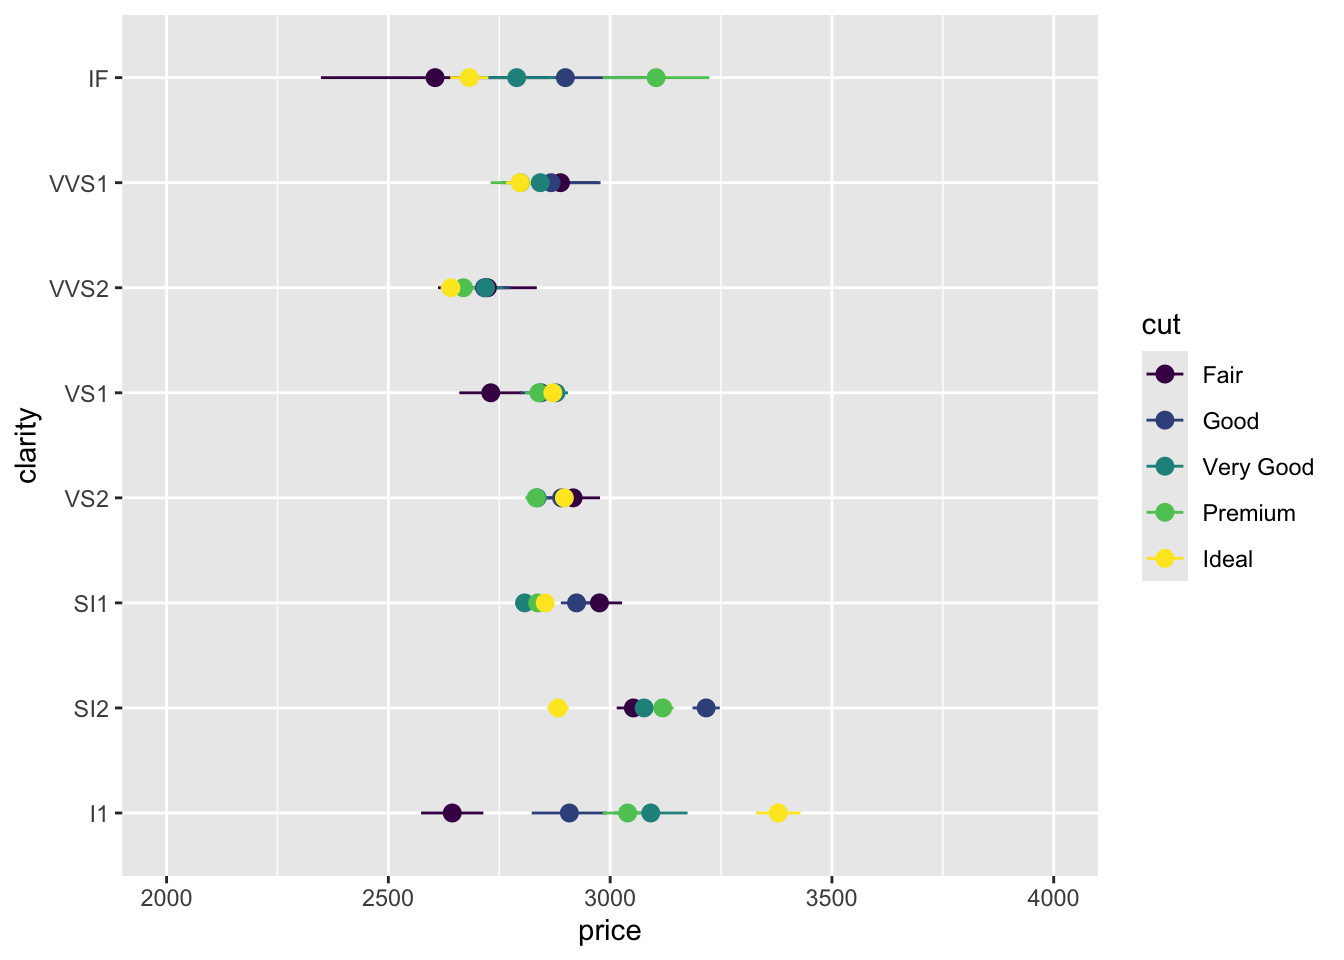 IF
VVS1
VVS2
VS1
VS2
SI1
SI2
I1
clarity
2000 2500 3000 3500 4000
price
cut
Fair
Good
Very Good
Premium
Ideal